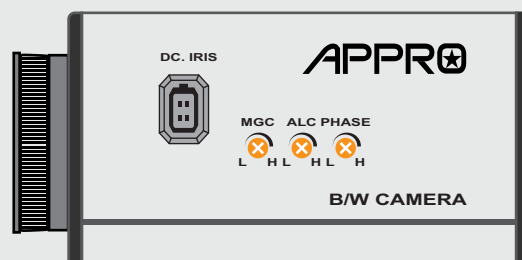 DC. IRIS
APPRO
MGC ALC PHASE
L H L H L H
B/W CAMERA